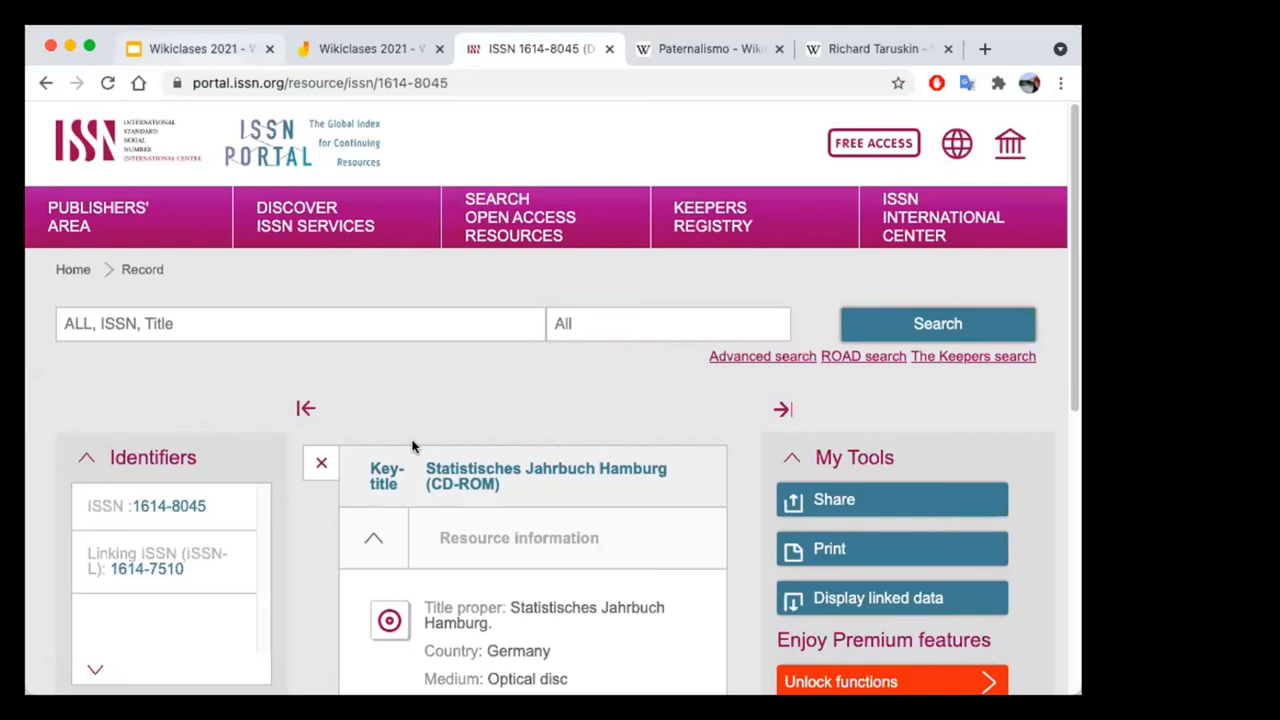 Wikiclases 2021 -
Wikiclases 2021 -
ISSN 1614-8045 (D
Paternalismo - Wiki
Richard Taruskin -
portal.issn.org/resource/issn/1614-8045
ISSN
INTERNATIONAL
STANDARD
SERIAL
NUMBER
INTERNATIONAL CENTRE
ISSN
PORTAL
The Global Index
for Continuing
Resources
FREE ACCESS
PUBLISHERS'
AREA
DISCOVER
ISSN SERVICES
SEARCH
OPEN ACCESS
RESOURCES
KEEPERS
REGISTRY
ISSN
INTERNATIONAL
CENTER
Home
Record
ALL, ISSN, Title
All
Search
Advanced search ROAD search The Keepers search
Identifiers
ISSN :1614-8045
Linking ISSN (ISSN-
L): 1614-7510
Key-
title
Statistisches Jahrbuch Hamburg
(CD-ROM)
Resource information
Title proper: Statistisches Jahrbuch
Hamburg.
Country: Germany
Medium: Optical disc
My Tools
Share
Print
Display linked data
Enjoy Premium features
Unlock functions